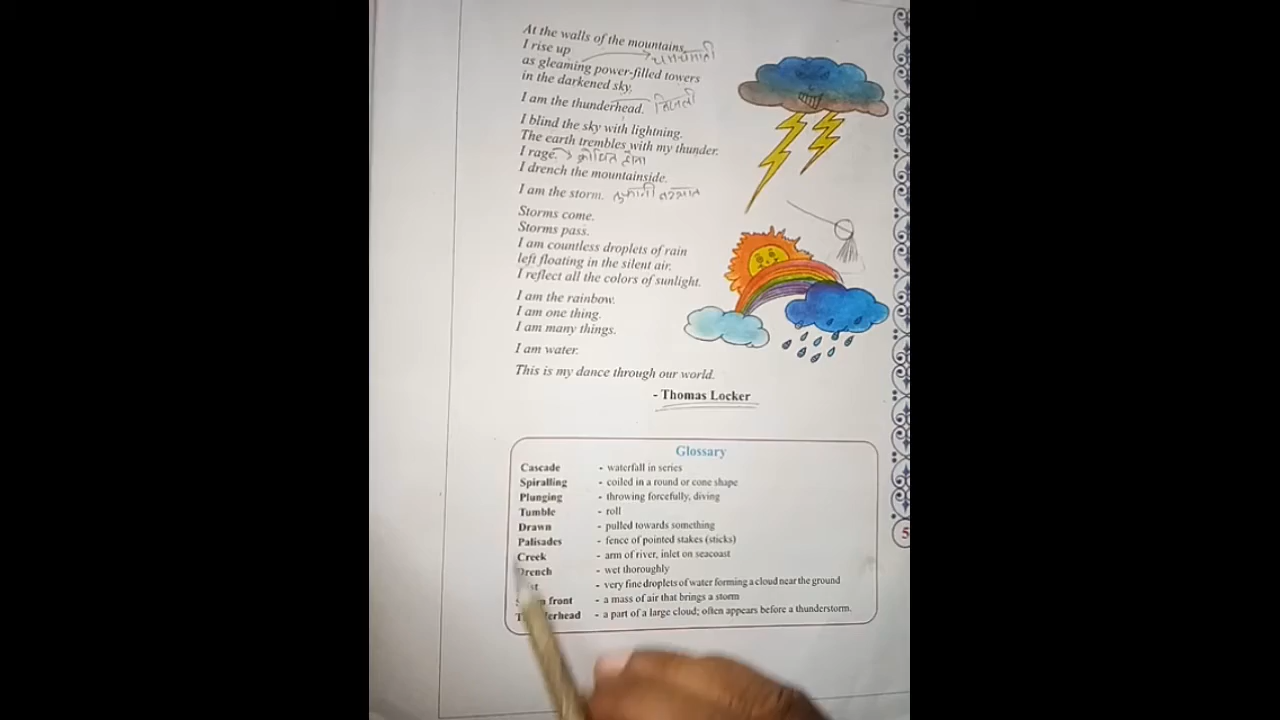 At the walls of the mountains,
I rise up
चमचमाती
as gleaming power-filled towers
in the darkened sky.
I am the thunderhead. बिजली
I blind the sky with lightning.
The earth trembles with my thunder.
I rage. क्रोधित होना
I drench the mountainside.
I am the storm. तुफानी बरसात
Storms come.
Storms pass.
I am countless droplets of rain
left floating in the silent air.
I reflect all the colors of sunlight.
I am the rainbow.
I am one thing.
I am many things.
I am water.
This is my dance through our world.
- Thomas Locker
Glossary
Cascade - waterfall in series
Spiralling - coiled in a round or cone shape
Plunging - throwing forcefully, diving
Tumble - roll
Drawn - pulled towards something
Palisades - fence of pointed stakes (sticks)
Creek - arm of river, inlet on seacoast
Drench - wet thoroughly
- very fine droplets of water forming a cloud near the ground
front - a mass of air that brings a storm
Thunderhead - a part of a large cloud; often appears before a thunderstorm.
5